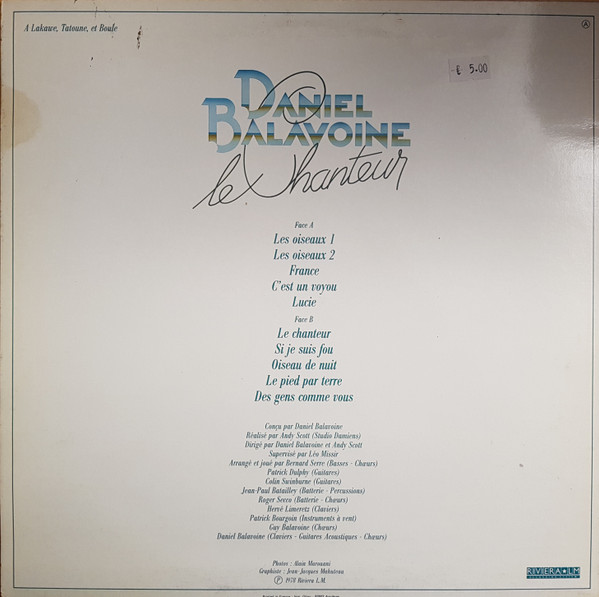 A Lakawe, Tatoune, et Boule
A
€ 5.00
DANIEL
BALAVOINE
le Chanteur
Face A
Les oiseaux 1
Les oiseaux 2
France
C'est un voyou
Lucie
Face B
Le chanteur
Si je suis fou
Oiseau de nuit
Le pied par terre
Des gens comme vous
Conçu par Daniel Balavoine
Réalisé par Andy Scott (Studio Damiens)
Dirigé par Daniel Balavoine et Andy Scott
Supervisé par Léo Missir
Arrangé et joué par Bernard Serre (Basses - Chœurs)
Patrick Dulphy (Guitares)
Colin Swinburne (Guitares)
Jean-Paul Batailley (Batterie - Percussions)
Roger Secco (Batterie - Chœurs)
Hervé Limeretz (Claviers)
Patrick Bourgoin (Instruments à vent)
Guy Balavoine (Chœurs)
Daniel Balavoine (Claviers - Guitares Acoustiques - Chœurs)
Photos : Alain Marouani
Graphiste : Jean-Jacques Mahuteau
Ⓟ 1978 Riviera L.M.
RIVIERA LM